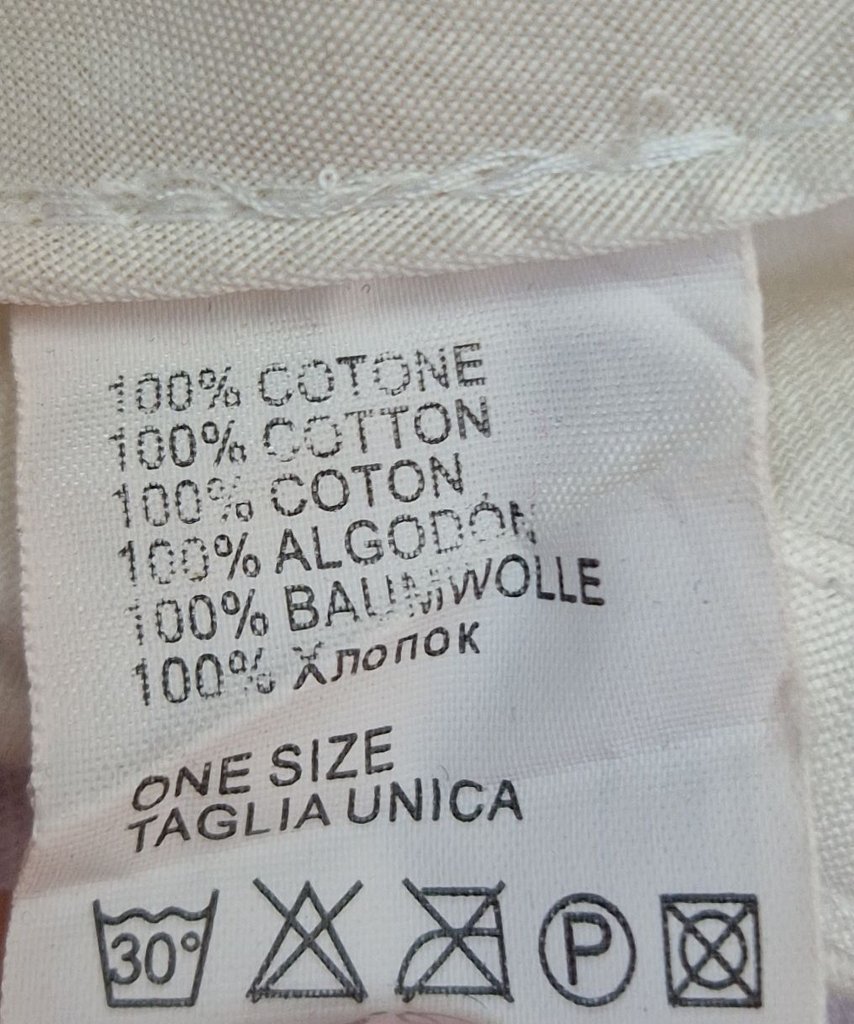 100% COTONE
100% COTTON
100% COTON
100% ALGODÓN
100% BAUMWOLLE
100% Хлопок
ONE SIZE
TAGLIA UNICA
30° P